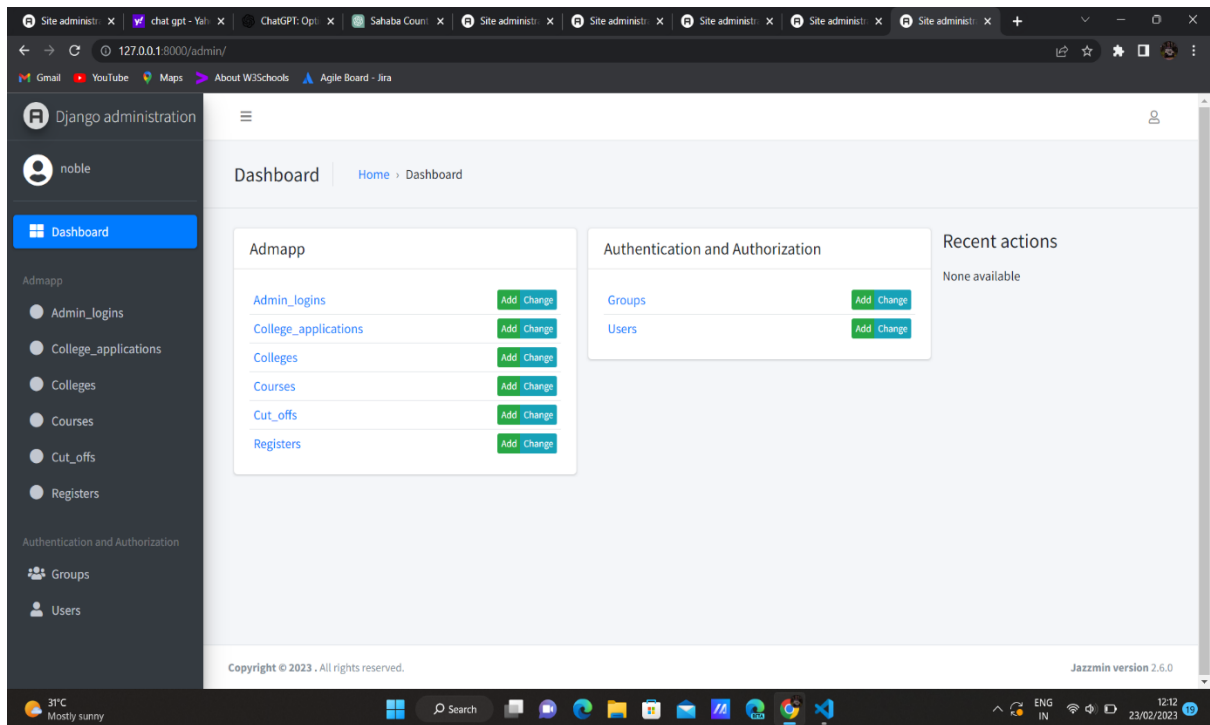 Site administr
chat gpt - Yah
ChatGPT: Opti
Sahaba Count
Site administr
Site administr
Site administr
Site administr
Site administr
127.0.0.1:8000/admin/
Gmail YouTube Maps About W3Schools Agile Board - Jira
Django administration
noble
Dashboard Home › Dashboard
Dashboard
Admapp
Admin_logins
College_applications
Colleges
Courses
Cut_offs
Registers
Authentication and Authorization
Groups
Users
Admapp
Admin_logins Add Change
College_applications Add Change
Colleges Add Change
Courses Add Change
Cut_offs Add Change
Registers Add Change
Authentication and Authorization
Groups Add Change
Users Add Change
Recent actions
None available
Copyright © 2023 . All rights reserved. Jazzmin version 2.6.0
31°C
Mostly sunny
Search
ENG
IN
12:12
23/02/2023
19